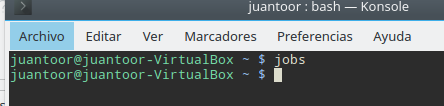 juantoor : bash — Konsole
Archivo Editar Ver Marcadores Preferencias Ayuda
juantoor@juantoor-VirtualBox ~ $ jobs
juantoor@juantoor-VirtualBox ~ $